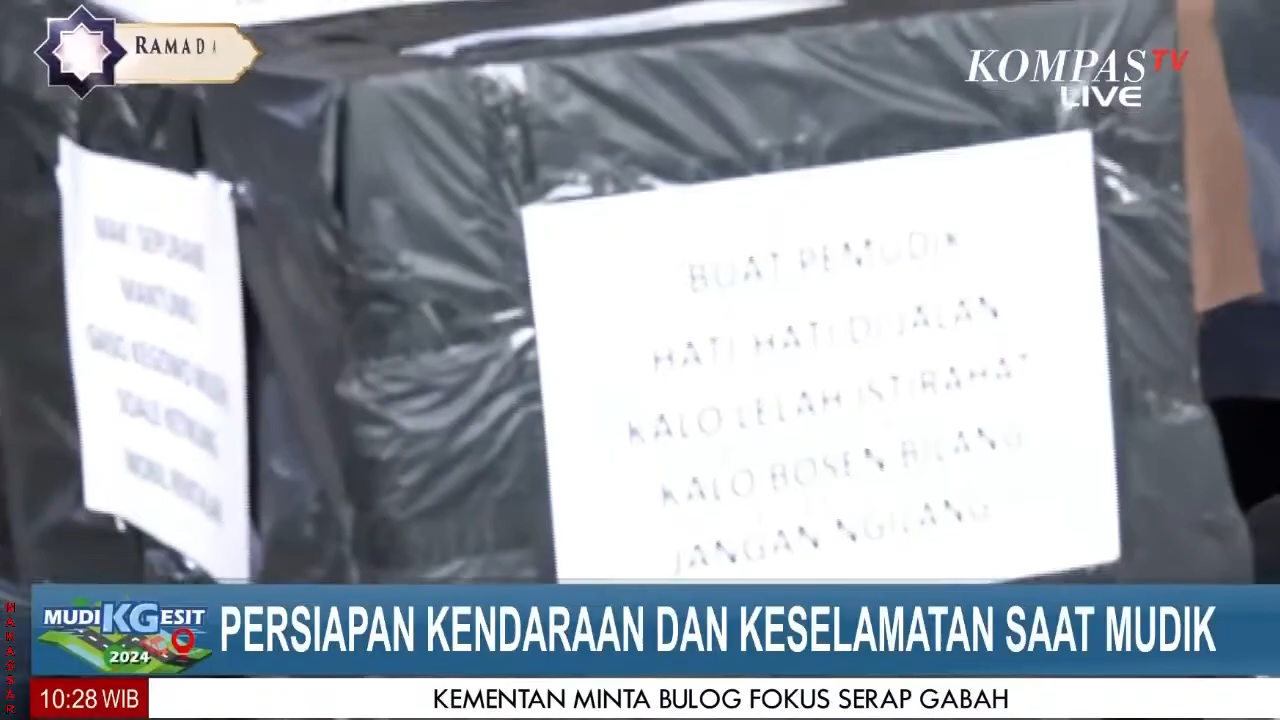 RAMADA
KOMPAS TV
LIVE
BUAT PEMUDIK
HATI HATI DI JALAN
KALO LELAH ISTIRAHAT
KALO BOSEN BILANG
JANGAN NGILANG
MUDIKGESIT
2024
PERSIAPAN KENDARAAN DAN KESELAMATAN SAAT MUDIK
MAKASSAR
10:28 WIB
KEMENTAN MINTA BULOG FOKUS SERAP GABAH